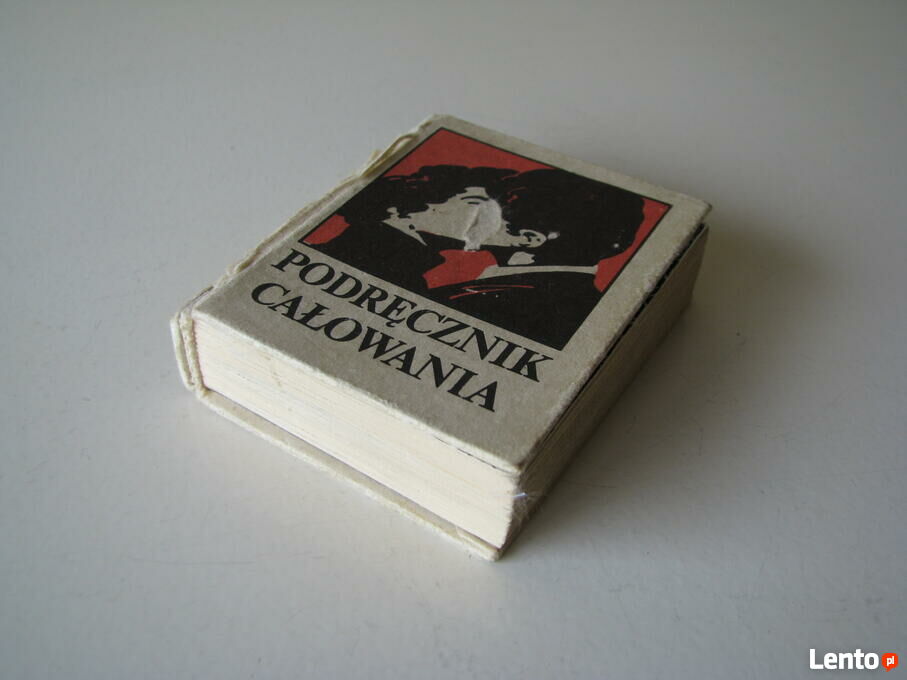 PODRĘCZNIK
CAŁOWANIA
Lento pl